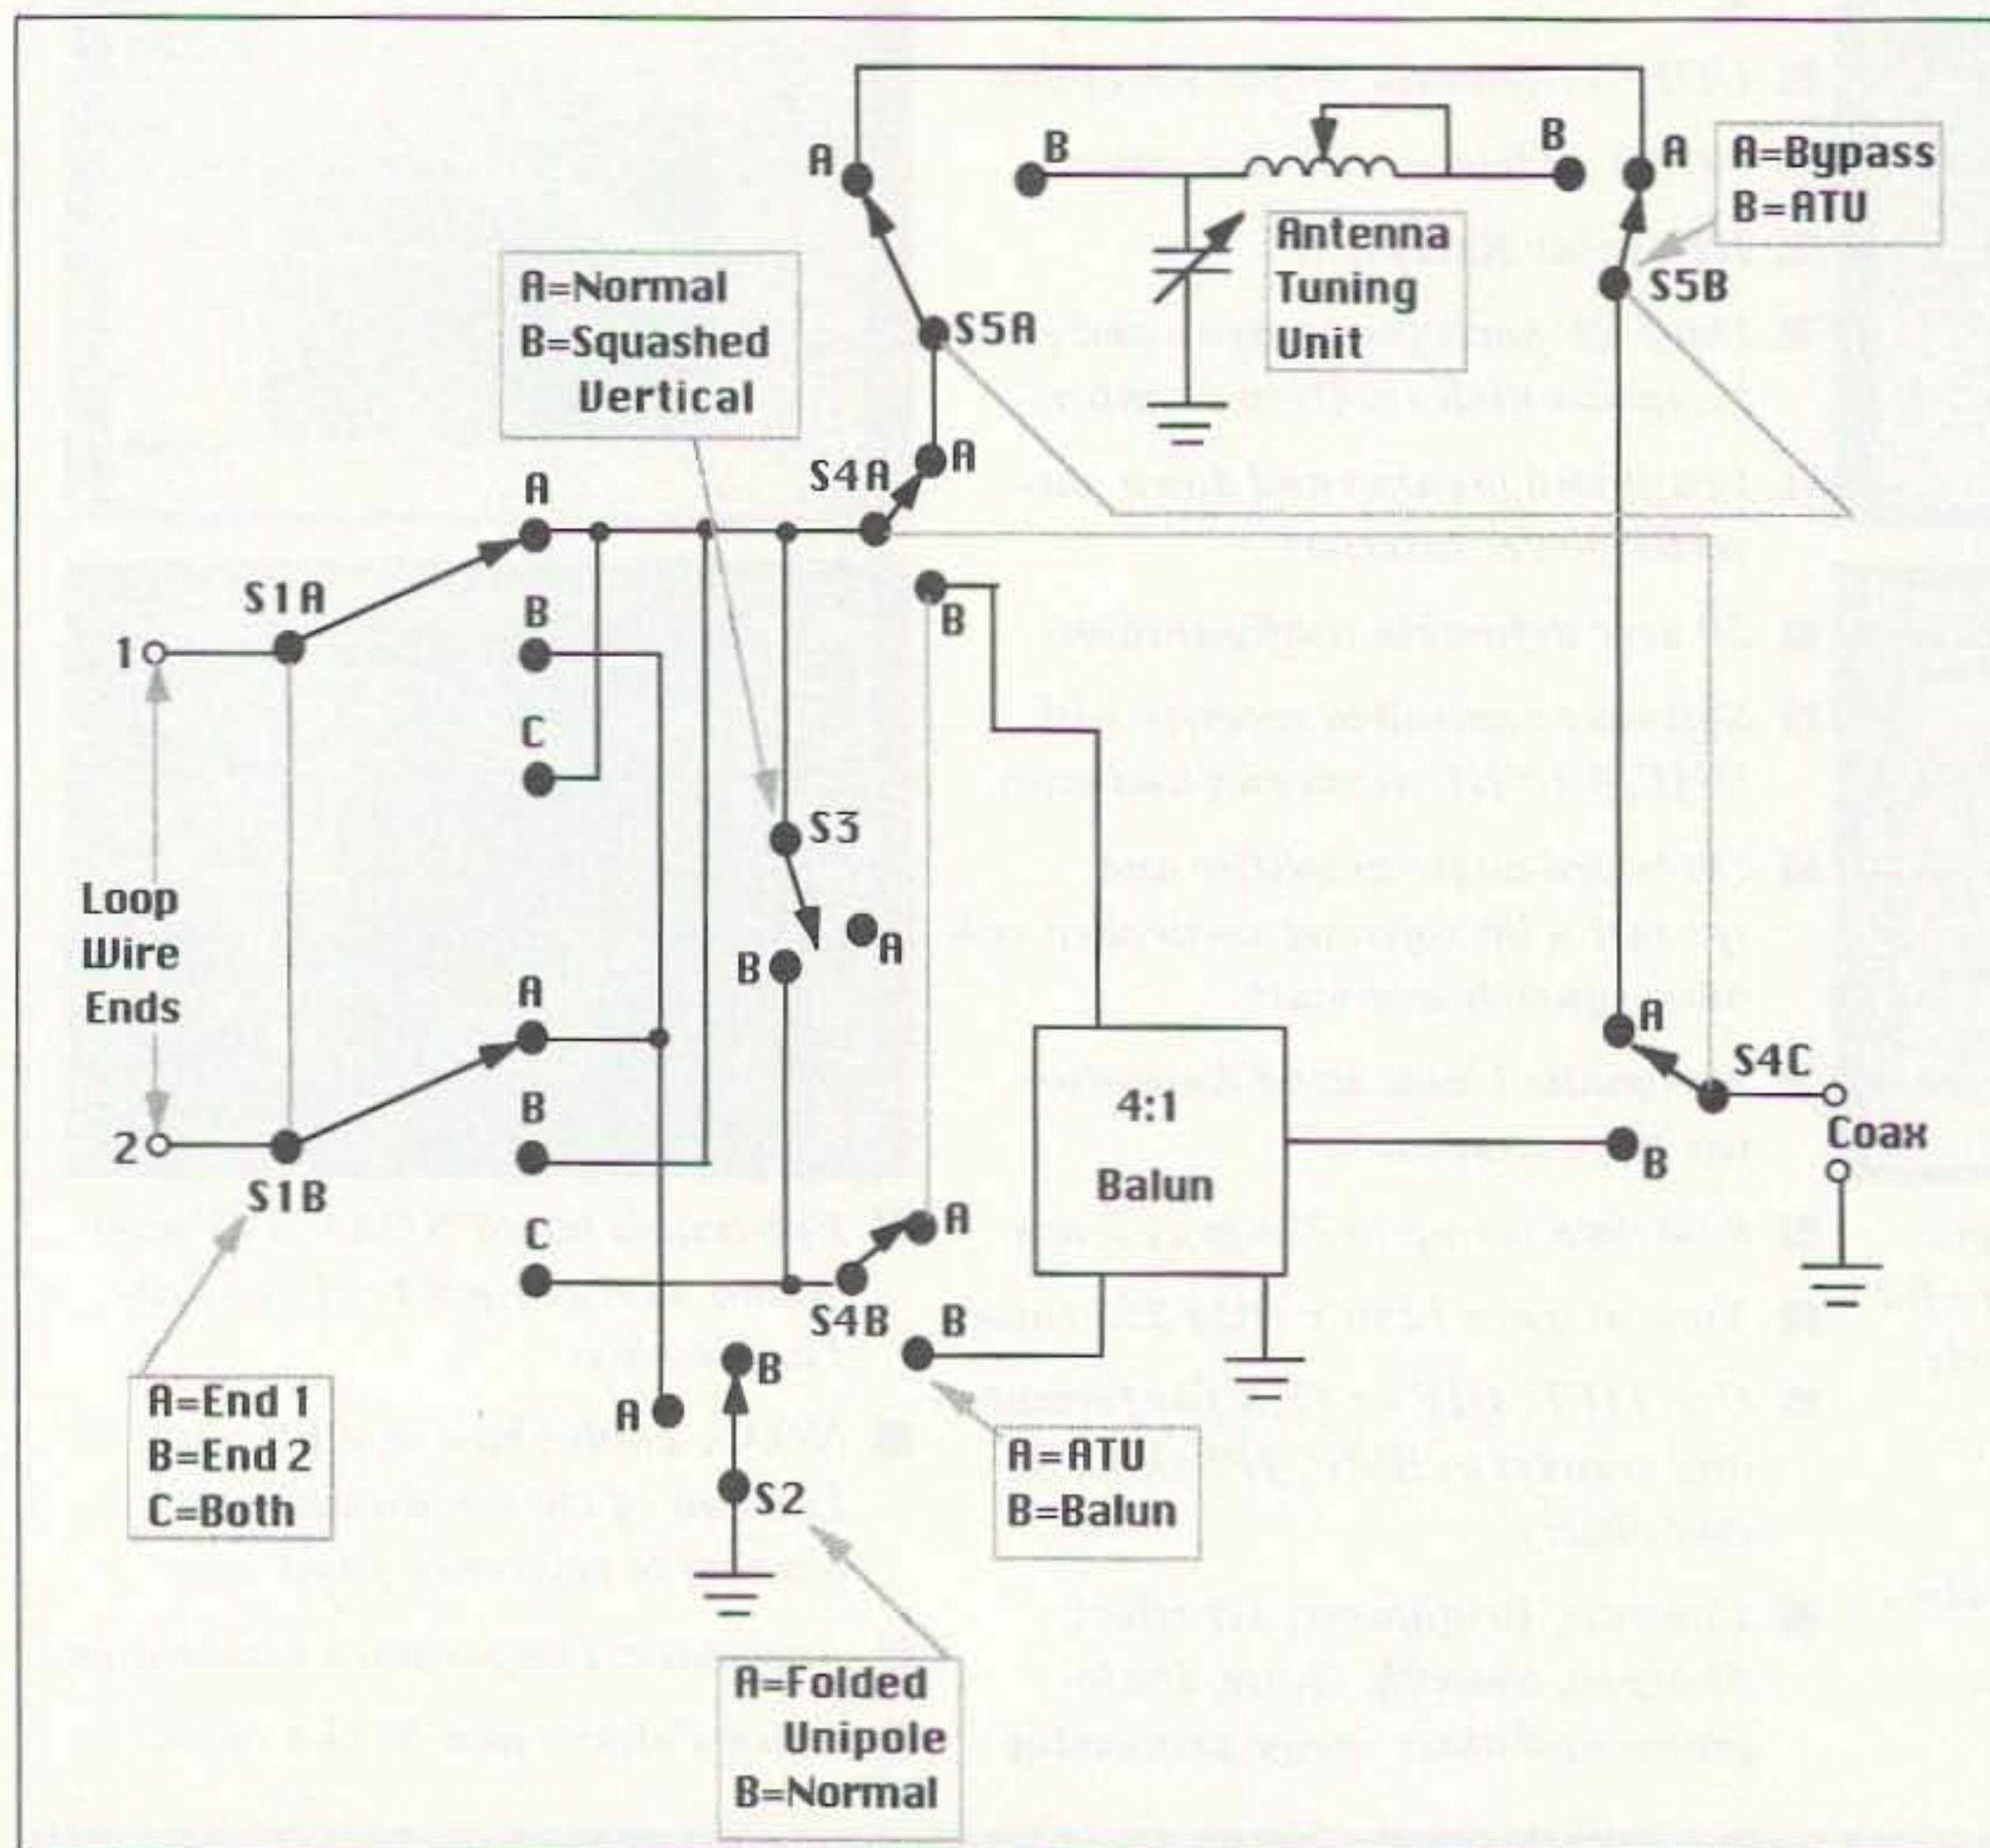 A
B
B
A
A=Bypass
B=ATU
Antenna
Tuning
Unit
S5B
A=Normal
B=Squashed
Vertical
S5A
S4A
A
A
S1A
B
B
1
C
S3
Loop
Wire
Ends
A
B
A
A
S4C
B
4:1
Balun
Coax
2
B
S1B
A
C
S4B
B
B
A
A=End 1
B=End 2
C=Both
S2
A=ATU
B=Balun
A=Folded
Unipole
B=Normal